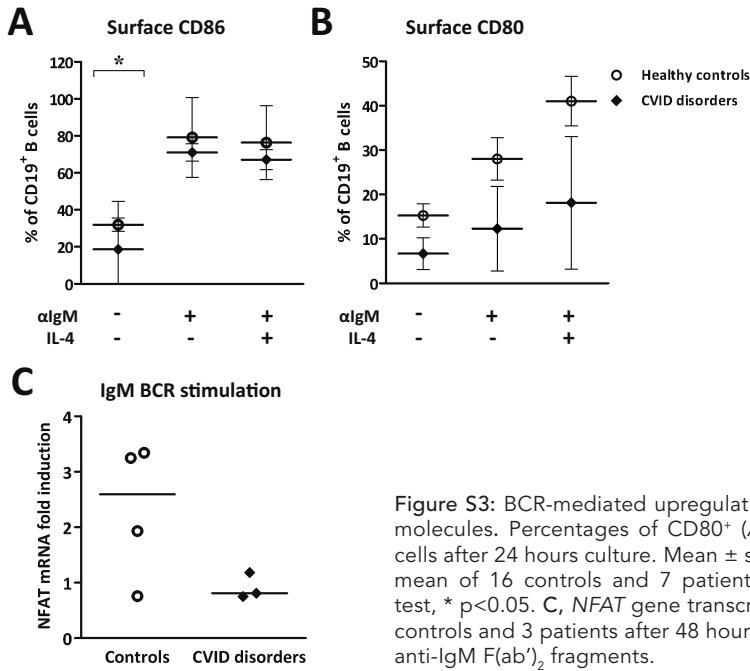 A
Surface CD86
*
% of CD19+ B cells
120
100
80
60
40
20
0
αIgM - + +
IL-4 - - +
B
Surface CD80
% of CD19+ B cells
50
40
30
20
10
0
αIgM - + +
IL-4 - - +
Healthy controls
CVID disorders
C
IgM BCR stimulation
NFAT mRNA fold induction
4
3
2
1
0
Controls CVID disorders
Figure S3: BCR-mediated upregulat
molecules. Percentages of CD80+ (
cells after 24 hours culture. Mean ± s
mean of 16 controls and 7 patient
test, * p<0.05. C, NFAT gene transcr
controls and 3 patients after 48 hour
anti-IgM F(ab')2 fragments.